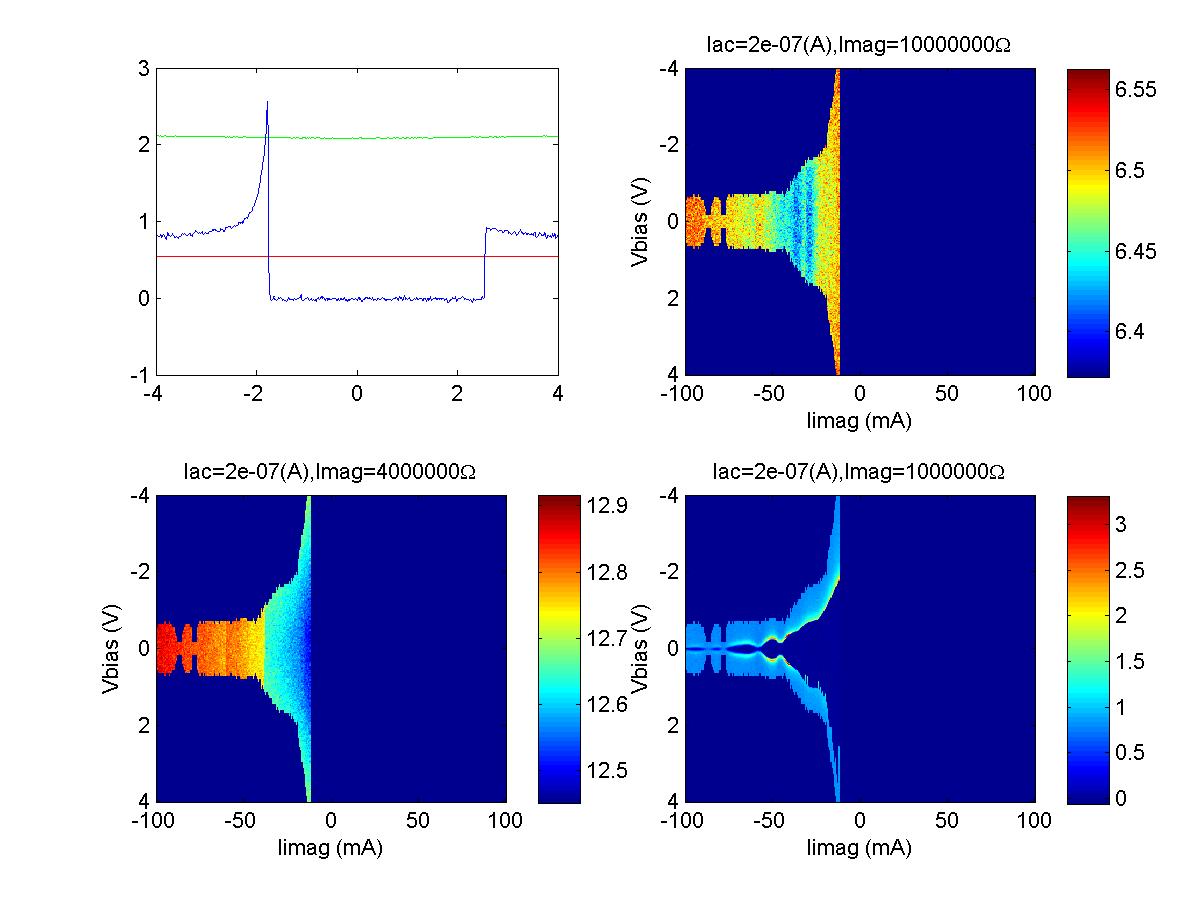 3
2
1
0
-1
-4 -2 0 2 4
Iac=2e-07(A),Imag=10000000Ω
-4
-2
0
2
4
Vbias (V)
-100 -50 0 50 100
Iimag (mA)
6.55
6.5
6.45
6.4
Iac=2e-07(A),Imag=4000000Ω
-4
-2
0
2
4
Vbias (V)
-100 -50 0 50 100
Iimag (mA)
12.9
12.8
12.7
12.6
12.5
Iac=2e-07(A),Imag=1000000Ω
-4
-2
0
2
4
Vbias (V)
-100 -50 0 50 100
Iimag (mA)
3
2.5
2
1.5
1
0.5
0